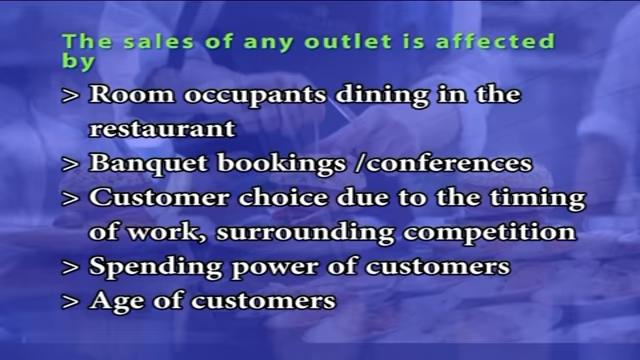 The sales of any outlet is affected
by
> Room occupants dining in the
restaurant
> Banquet bookings /conferences
> Customer choice due to the timing
of work, surrounding competition
> Spending power of customers
> Age of customers